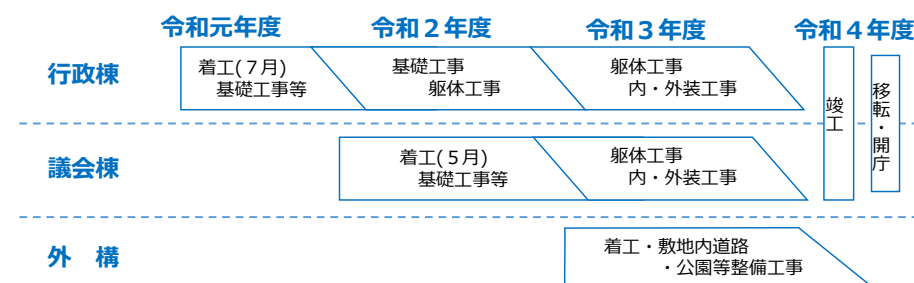 令和元年度 令和２年度 令和３年度 令和４年度
行政棟
着工(７月)
基礎工事等
基礎工事
躯体工事
躯体工事
内・外装工事
竣工
移転・開庁
議会棟
着工(５月)
基礎工事等
躯体工事
内・外装工事
外　構
着工・敷地内道路
・公園等整備工事